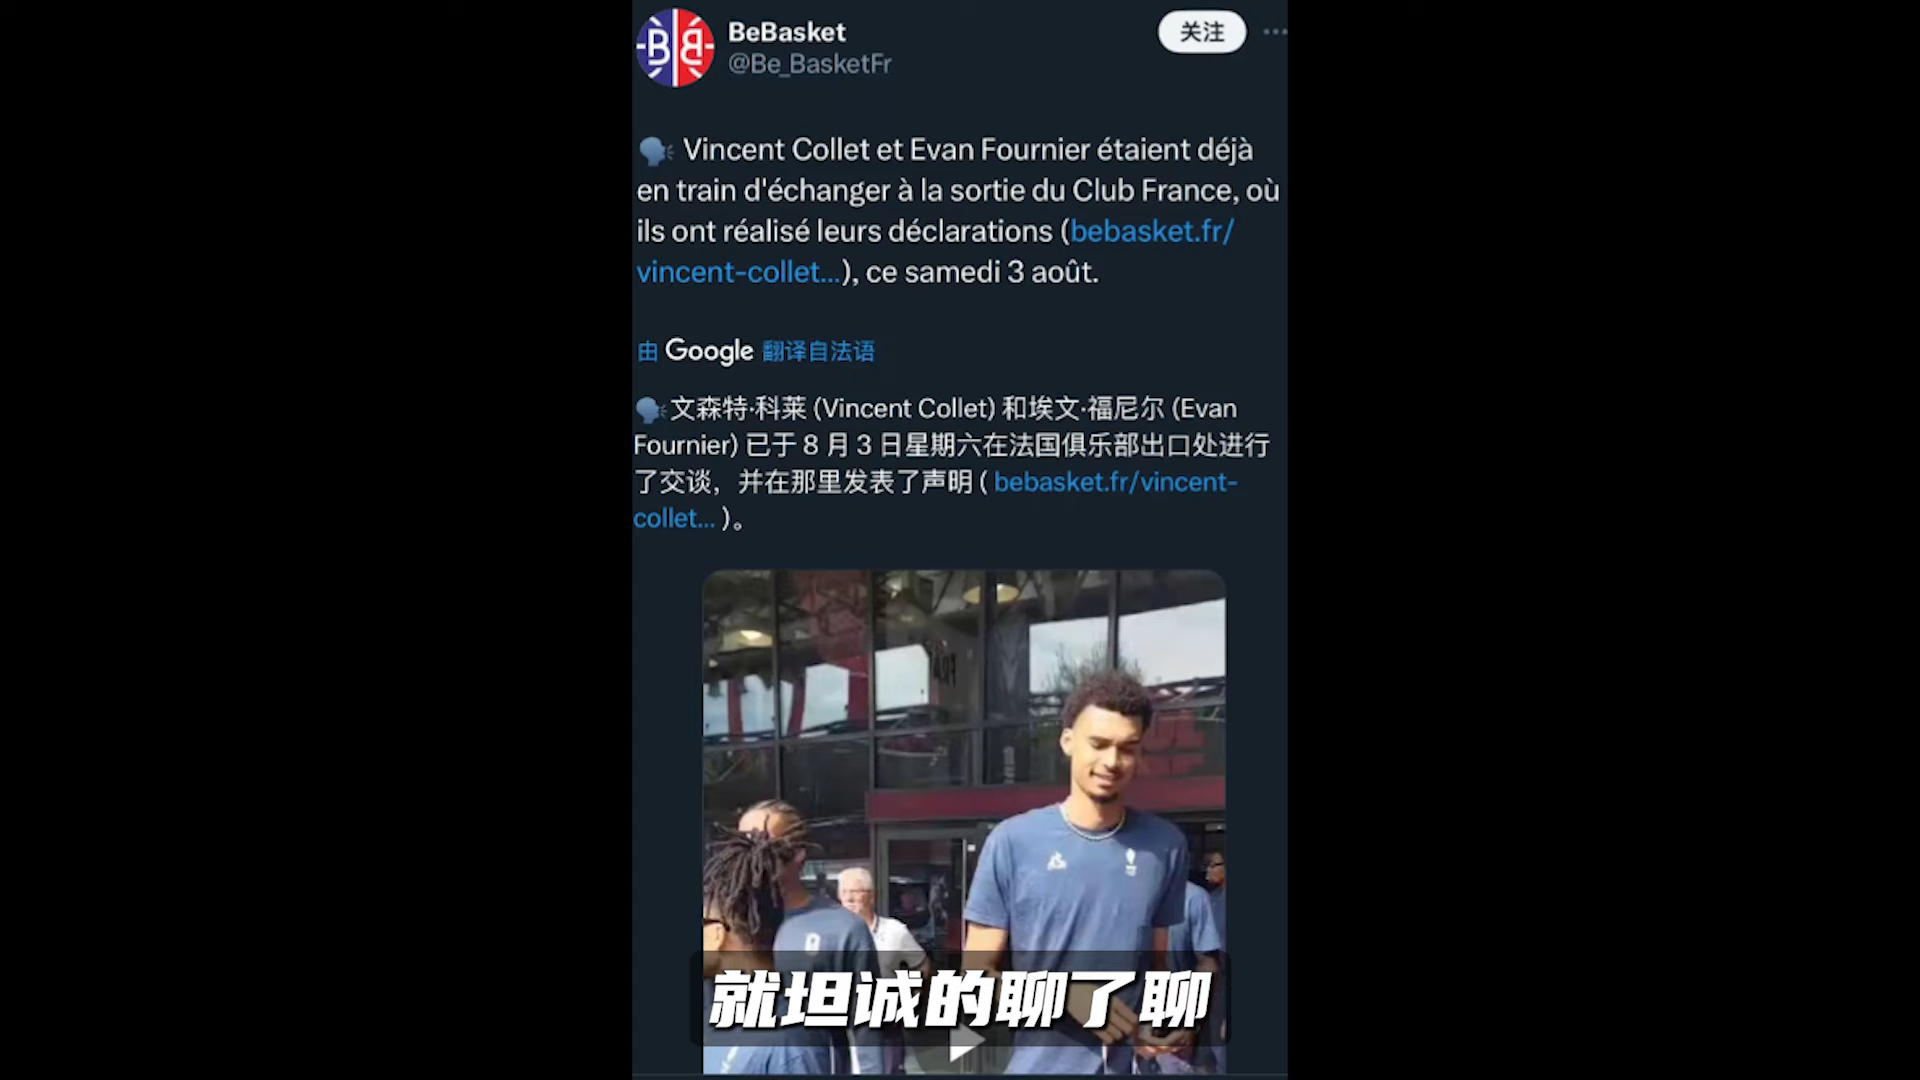 BeBasket
@Be_BasketFr
关注
Vincent Collet et Evan Fournier étaient déjà
en train d'échanger à la sortie du Club France, où
ils ont réalisé leurs déclarations (bebasket.fr/
vincent-collet...), ce samedi 3 août.
由 Google 翻译自法语
文森特·科莱 (Vincent Collet) 和埃文·福尼尔 (Evan
Fournier) 已于 8 月 3 日星期六在法国俱乐部出口处进行
了交谈，并在那里发表了声明 ( bebasket.fr/vincent-
collet... )。
就坦诚的聊了聊